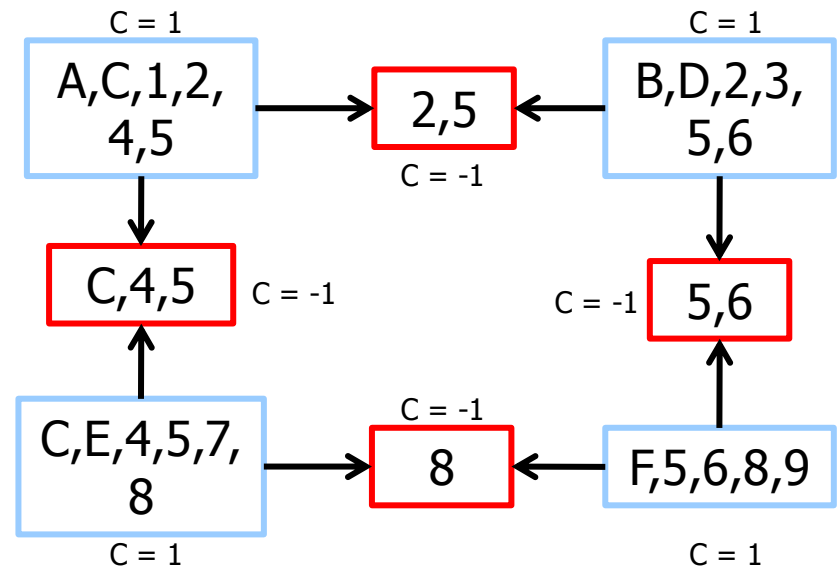 C = 1
A,C,1,2,
4,5
2,5
C = -1
C = 1
B,D,2,3,
5,6
C,4,5
C = -1
C = -1
5,6
C,E,4,5,7,
8
C = 1
C = -1
8
F,5,6,8,9
C = 1